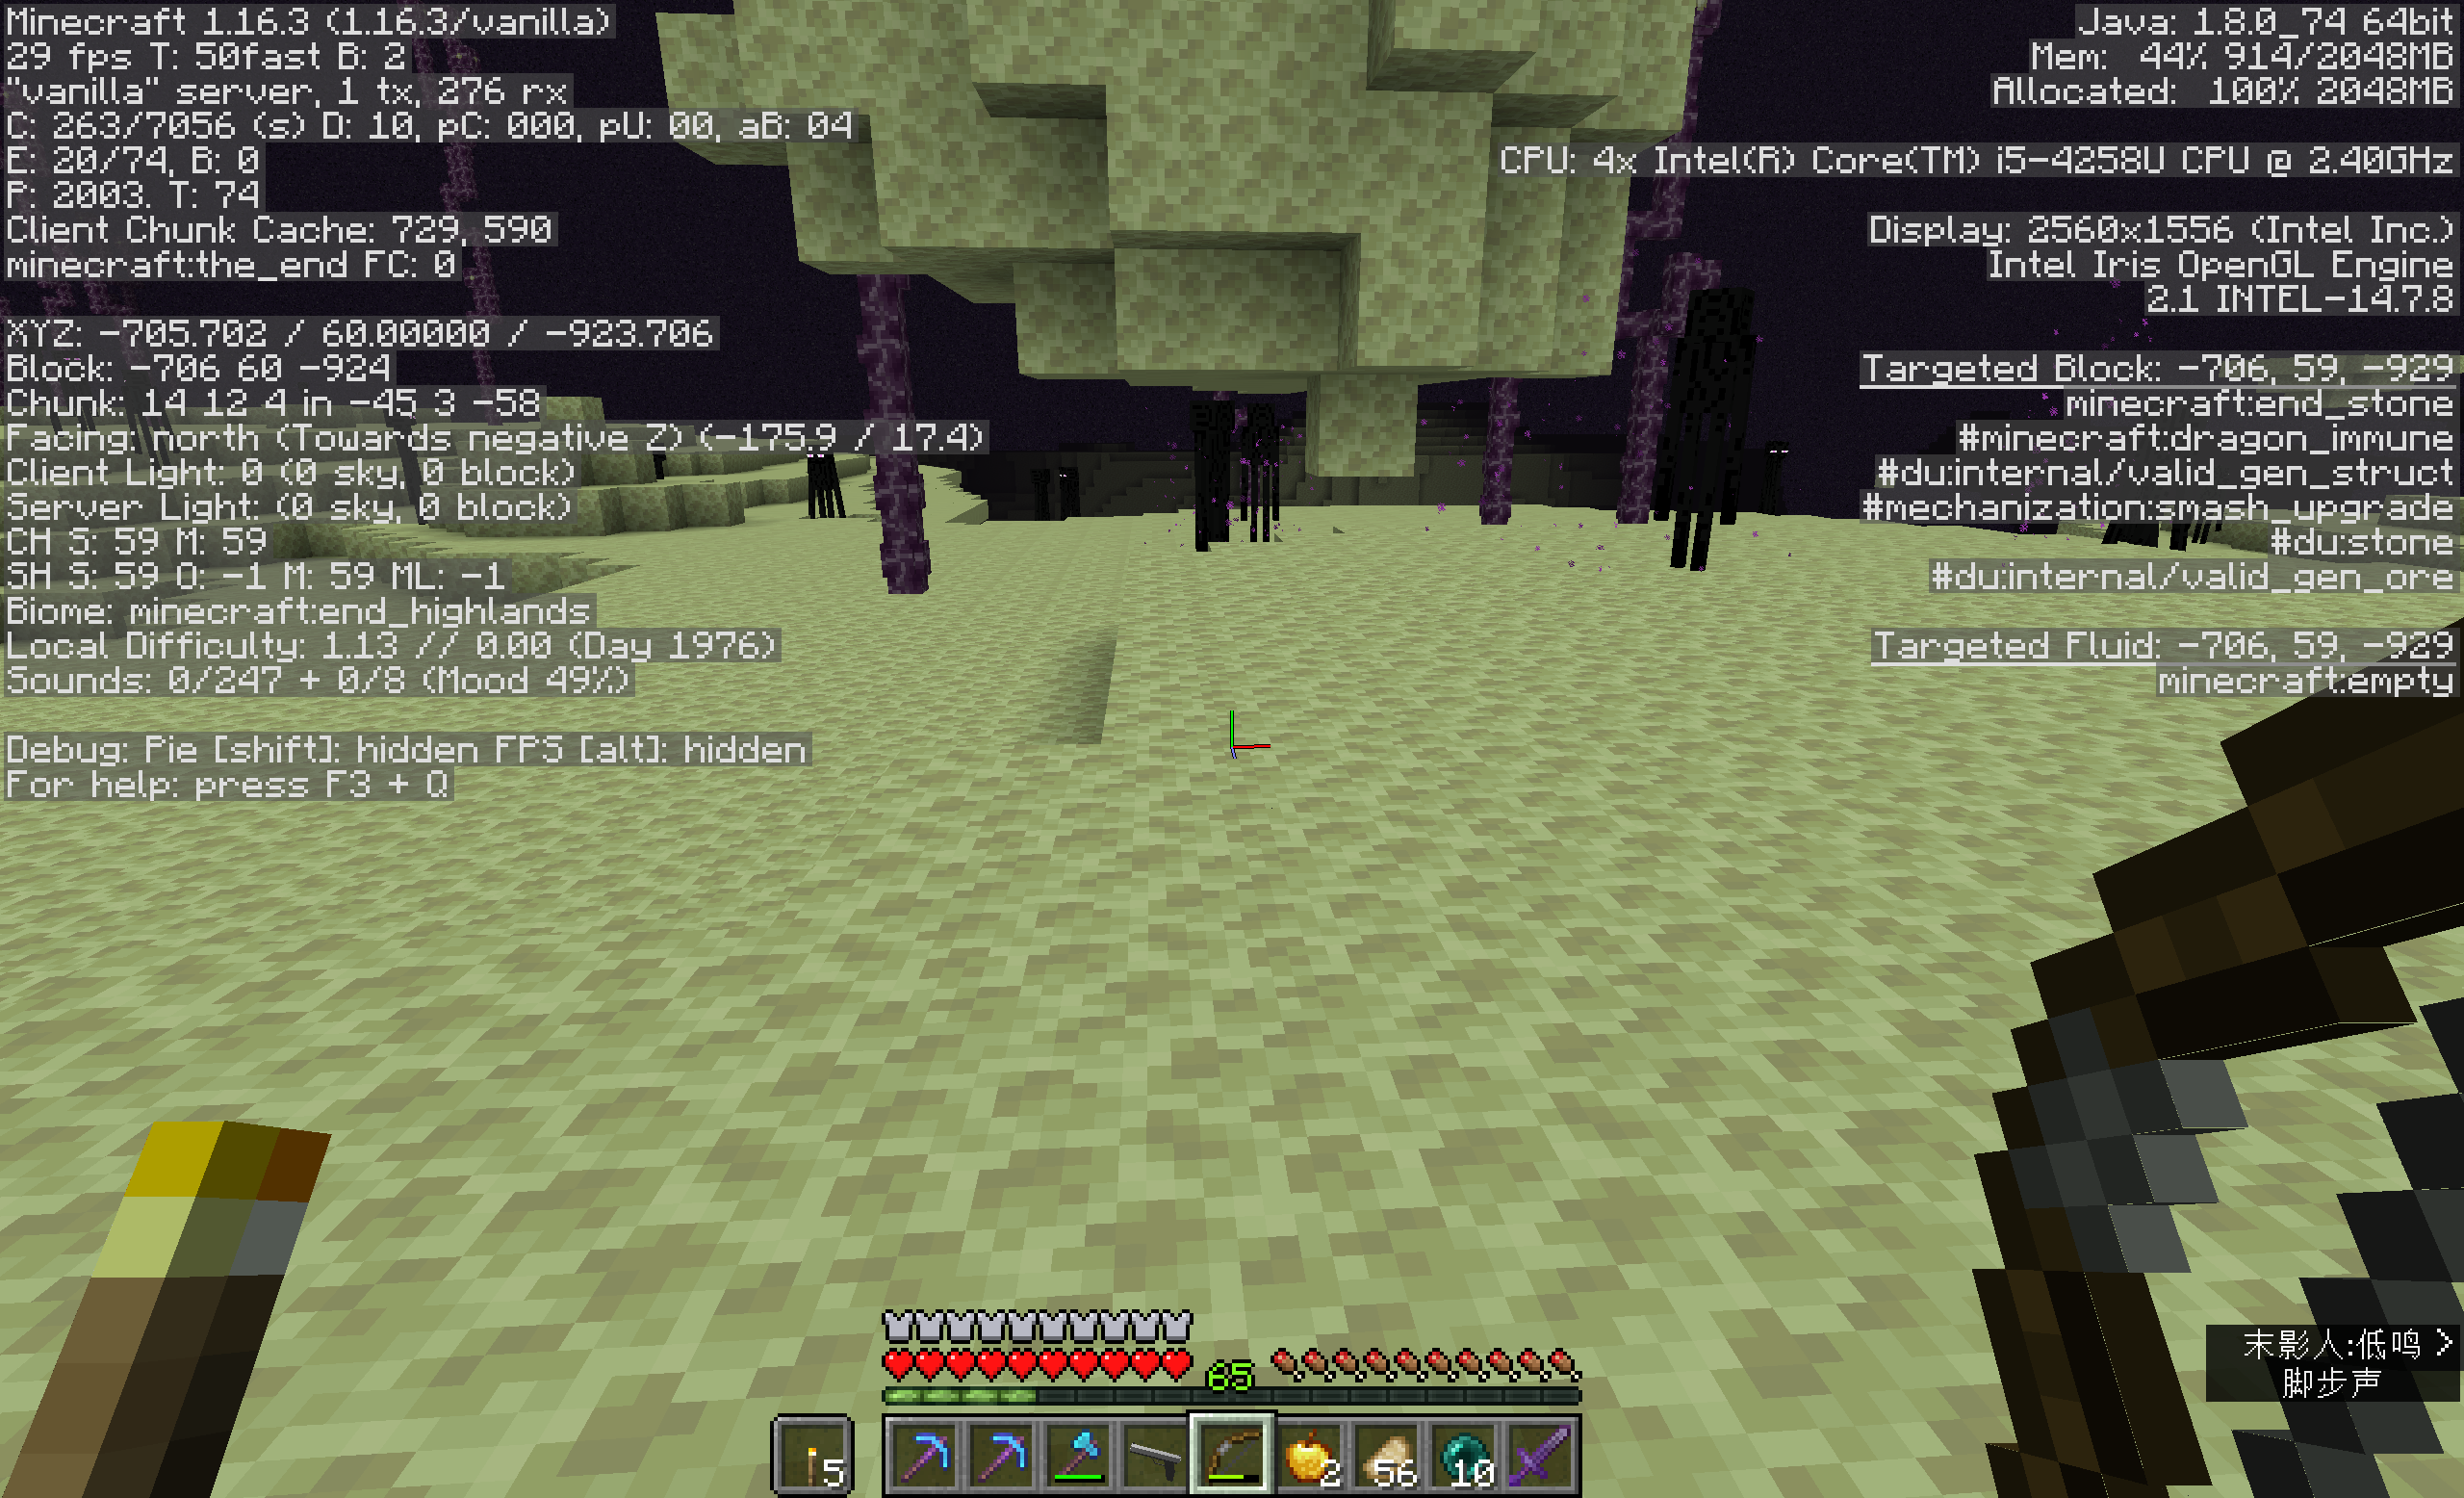 Minecraft 1.16.3 (1.16.3/vanilla)
29 fps T: 50fast B: 2
"vanilla" server, 1 tx, 276 rx
C: 263/7056 (s) D: 10, pC: 000, pU: 00, aB: 04
E: 20/74, B: 0
P: 2003. T: 74
Client Chunk Cache: 729, 590
minecraft:the_end FC: 0
XYZ: -705.702 / 60.00000 / -923.706
Block: -706 60 -924
Chunk: 14 12 4 in -45 3 -58
Facing: north (Towards negative Z) (-175.9 / 17.4)
Client Light: 0 (0 sky, 0 block)
Server Light: (0 sky, 0 block)
CH S: 59 M: 59
SH S: 59 O: -1 M: 59 ML: -1
Biome: minecraft:end_highlands
Local Difficulty: 1.13 // 0.00 (Day 1976)
Sounds: 0/247 + 0/8 (Mood 49%)
Debug: Pie [shift]: hidden FPS [alt]: hidden
For help: press F3 + Q
Java: 1.8.0_74 64bit
Mem: 44% 914/2048MB
Allocated: 100% 2048MB
CPU: 4x Intel(R) Core(TM) i5-4258U CPU @ 2.40GHz
Display: 2560x1556 (Intel Inc.)
Intel Iris OpenGL Engine
2.1 INTEL-14.7.8
Targeted Block: -706, 59, -929
minecraft:end_stone
#minecraft:dragon_immune
#du:internal/valid_gen_struct
#mechanization:smash_upgrade
#du:stone
#du:internal/valid_gen_ore
Targeted Fluid: -706, 59, -929
minecraft:empty
末影人:低鸣 >
脚步声
65
5 2 56 10